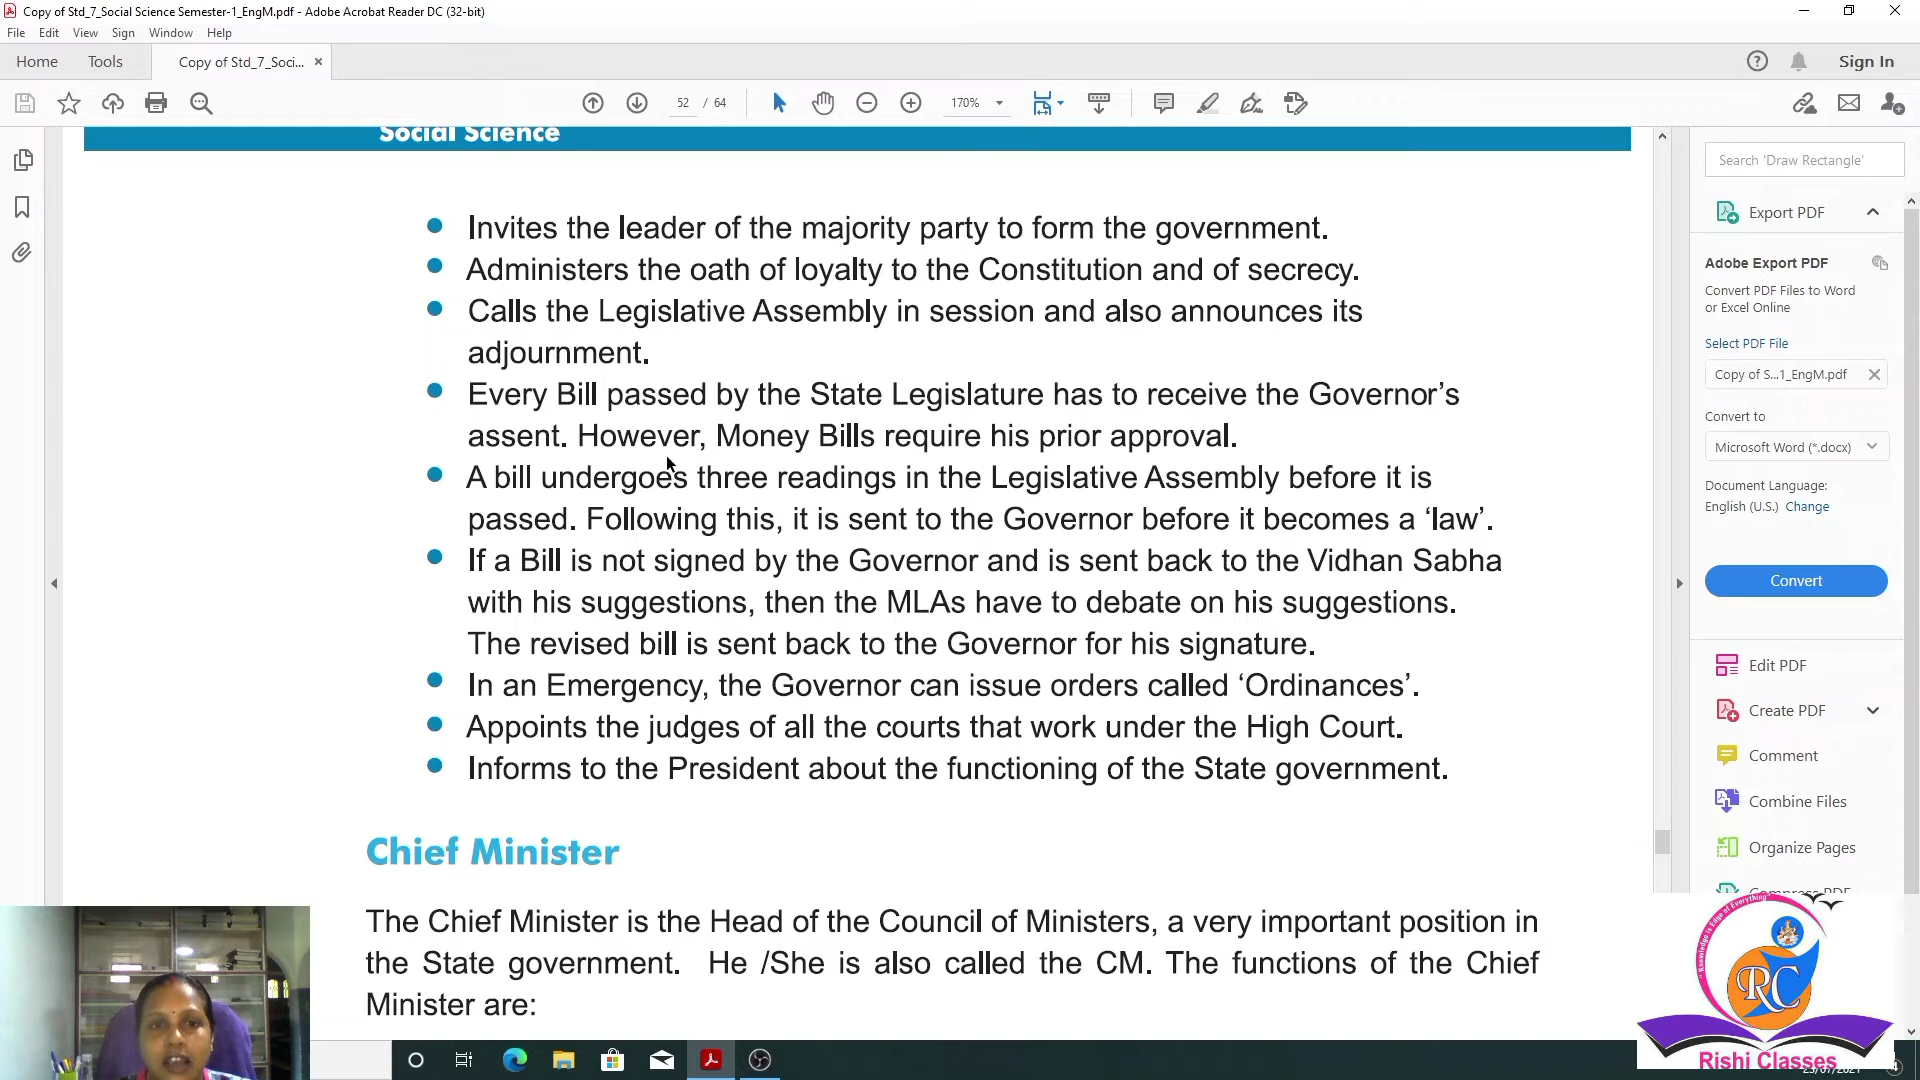 Copy of Std_7_Social Science Semester-1_EngM.pdf - Adobe Acrobat Reader DC (32-bit)
File Edit View Sign Window Help
Home Tools Copy of Std_7_Soci... × Sign In
52 / 64 170%
Social Science
Invites the leader of the majority party to form the government.
Administers the oath of loyalty to the Constitution and of secrecy.
Calls the Legislative Assembly in session and also announces its
adjournment.
Every Bill passed by the State Legislature has to receive the Governor's
assent. However, Money Bills require his prior approval.
A bill undergoes three readings in the Legislative Assembly before it is
passed. Following this, it is sent to the Governor before it becomes a 'law'.
If a Bill is not signed by the Governor and is sent back to the Vidhan Sabha
with his suggestions, then the MLAs have to debate on his suggestions.
The revised bill is sent back to the Governor for his signature.
In an Emergency, the Governor can issue orders called 'Ordinances'.
Appoints the judges of all the courts that work under the High Court.
Informs to the President about the functioning of the State government.
Chief Minister
The Chief Minister is the Head of the Council of Ministers, a very important position in
the State government. He /She is also called the CM. The functions of the Chief
Minister are:
Search 'Draw Rectangle'
Export PDF
Adobe Export PDF
Convert PDF Files to Word
or Excel Online
Select PDF File
Copy of S...1_EngM.pdf
Convert to
Microsoft Word (*.docx)
Document Language:
English (U.S.) Change
Convert
Edit PDF
Create PDF
Comment
Combine Files
Organize Pages
Compress PDF
"Knowledge is Edge of Everything"
RC
Rishi Classes